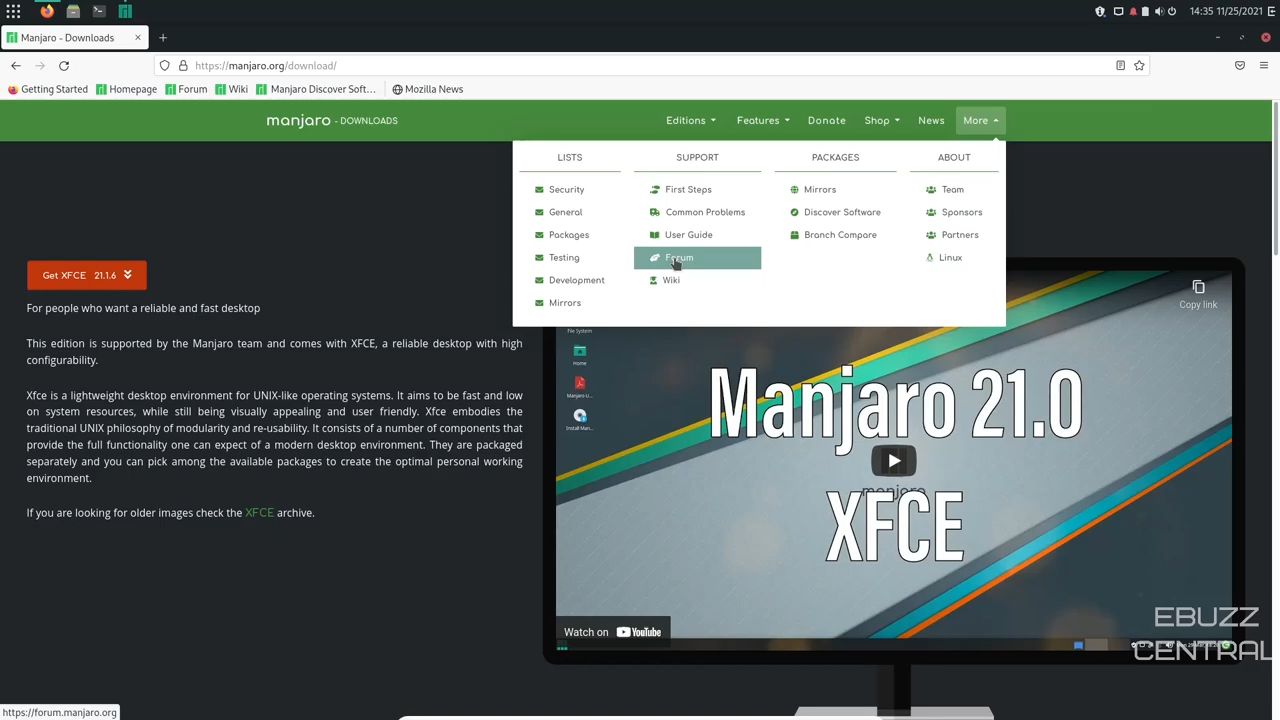 14:35 11/25/2021
Manjaro - Downloads
https://manjaro.org/download/
Getting Started Homepage Forum Wiki Manjaro Discover Soft... Mozilla News
manjaro - DOWNLOADS Editions Features Donate Shop News More
LISTS
Security
General
Packages
Testing
Development
Mirrors
SUPPORT
First Steps
Common Problems
User Guide
Forum
Wiki
PACKAGES
Mirrors
Discover Software
Branch Compare
ABOUT
Team
Sponsors
Partners
Linux
Get XFCE 21.1.6
For people who want a reliable and fast desktop
This edition is supported by the Manjaro team and comes with XFCE, a reliable desktop with high
configurability.
Xfce is a lightweight desktop environment for UNIX-like operating systems. It aims to be fast and low
on system resources, while still being visually appealing and user friendly. Xfce embodies the
traditional UNIX philosophy of modularity and re-usability. It consists of a number of components that
provide the full functionality one can expect of a modern desktop environment. They are packaged
separately and you can pick among the available packages to create the optimal personal working
environment.
If you are looking for older images check the XFCE archive.
Copy link
File System
Home
Manjaro U...
Install Man...
Manjaro 21.0
manjaro
XFCE
Watch on YouTube
EBUZZ
CENTRAL
https://forum.manjaro.org